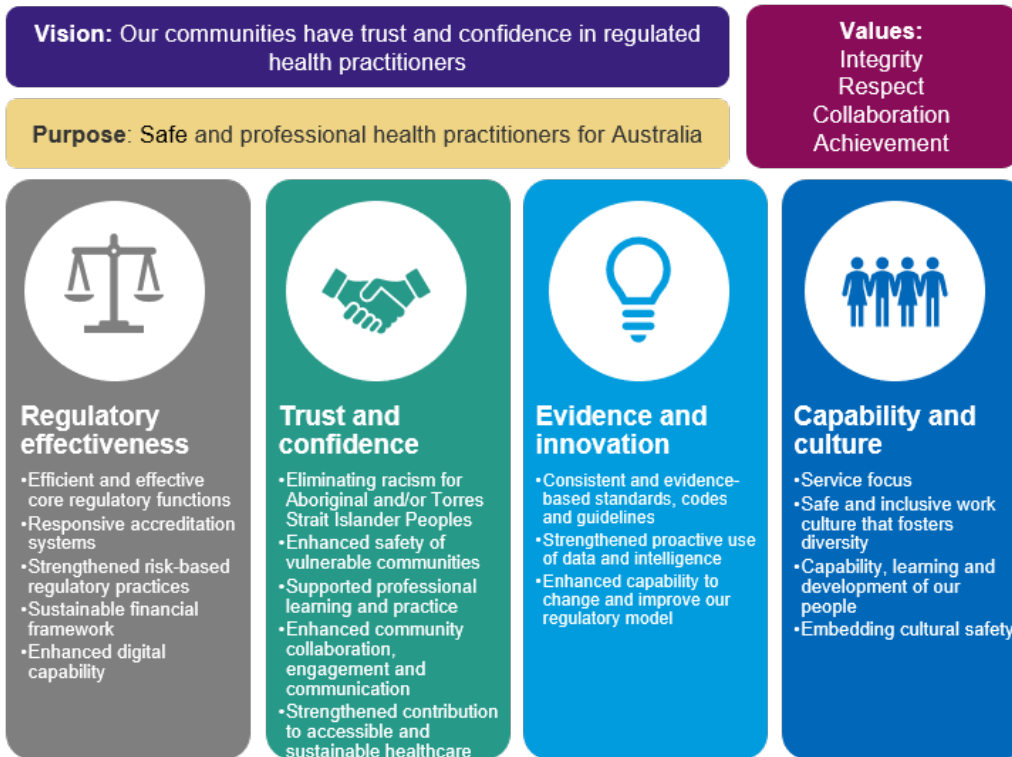 Vision: Our communities have trust and confidence in regulated
health practitioners
Purpose: Safe and professional health practitioners for Australia
Values:
Integrity
Respect
Collaboration
Achievement
Regulatory
effectiveness
•Efficient and effective
core regulatory functions
•Responsive accreditation
systems
•Strengthened risk-based
regulatory practices
•Sustainable financial
framework
•Enhanced digital
capability
Trust and
confidence
•Eliminating racism for
Aboriginal and/or Torres
Strait Islander Peoples
•Enhanced safety of
vulnerable communities
•Supported professional
learning and practice
•Enhanced community
collaboration,
engagement and
communication
•Strengthened contribution
to accessible and
sustainable healthcare
Evidence and
innovation
•Consistent and evidence-
based standards, codes
and guidelines
•Strengthened proactive use
of data and intelligence
•Enhanced capability to
change and improve our
regulatory model
Capability and
culture
•Service focus
•Safe and inclusive work
culture that fosters
diversity
•Capability, learning and
development of our
people
•Embedding cultural safety